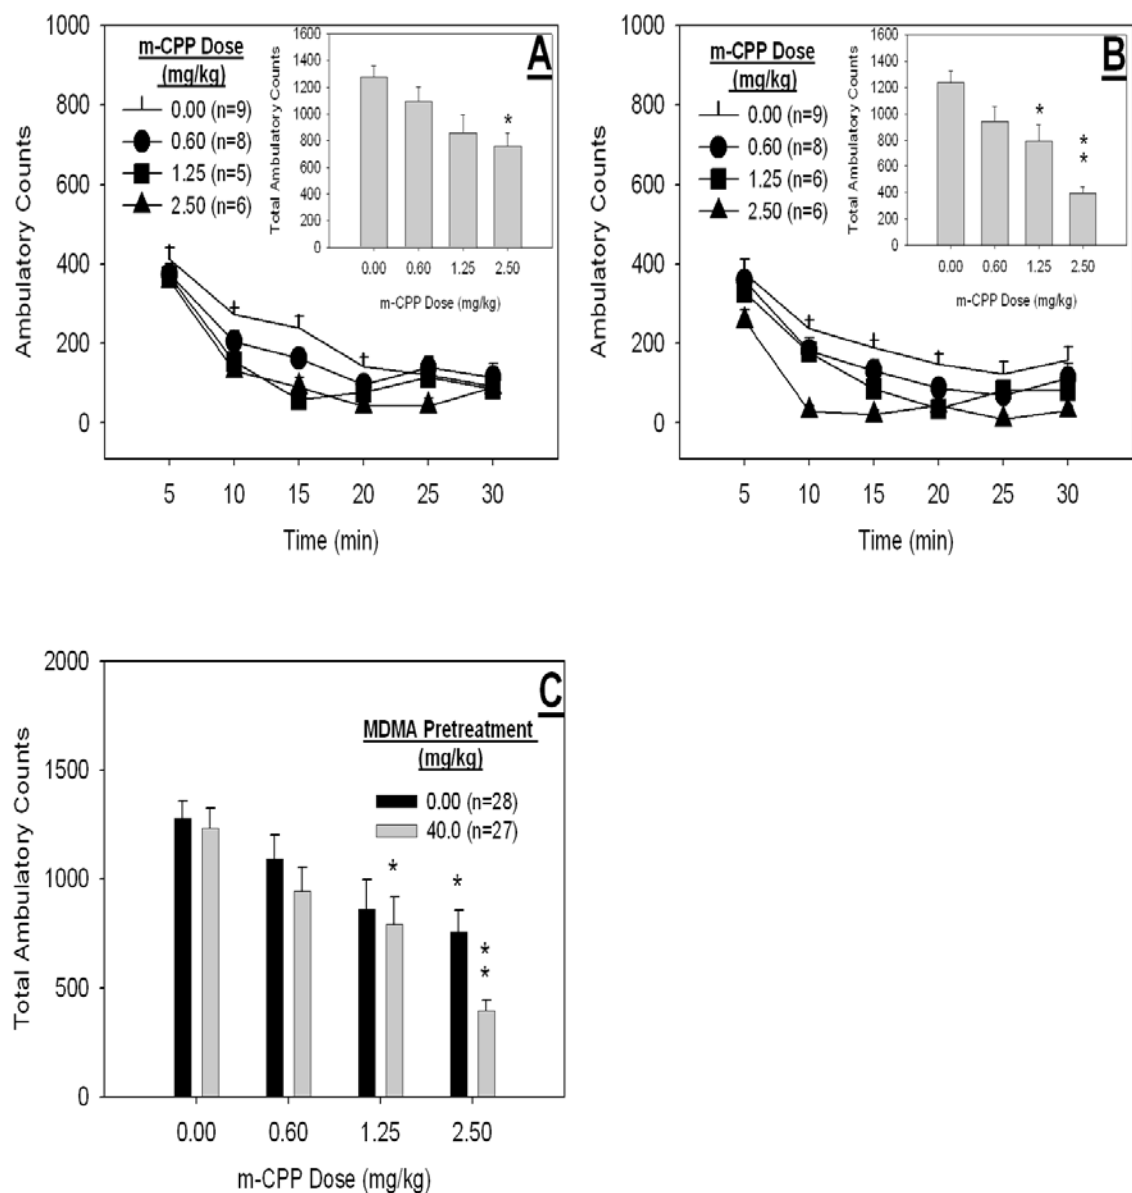 A
m-CPP Dose
(mg/kg)
0.00 (n=9)
0.60 (n=8)
1.25 (n=5)
2.50 (n=6)
Ambulatory Counts
1000
800
600
400
200
0
5 10 15 20 25 30
Time (min)
Total Ambulatory Counts
1600
1400
1200
1000
800
600
400
200
0
*
0.00 0.60 1.25 2.50
m-CPP Dose (mg/kg)
B
m-CPP Dose
(mg/kg)
0.00 (n=9)
0.60 (n=8)
1.25 (n=6)
2.50 (n=6)
Ambulatory Counts
1000
800
600
400
200
0
5 10 15 20 25 30
Time (min)
Total Ambulatory Counts
1600
1400
1200
1000
800
600
400
200
0
*
*
*
0.00 0.60 1.25 2.50
m-CPP Dose (mg/kg)
C
MDMA Pretreatment
(mg/kg)
0.00 (n=28)
40.0 (n=27)
Total Ambulatory Counts
2000
1500
1000
500
0
*
*
*
*
0.00 0.60 1.25 2.50
m-CPP Dose (mg/kg)